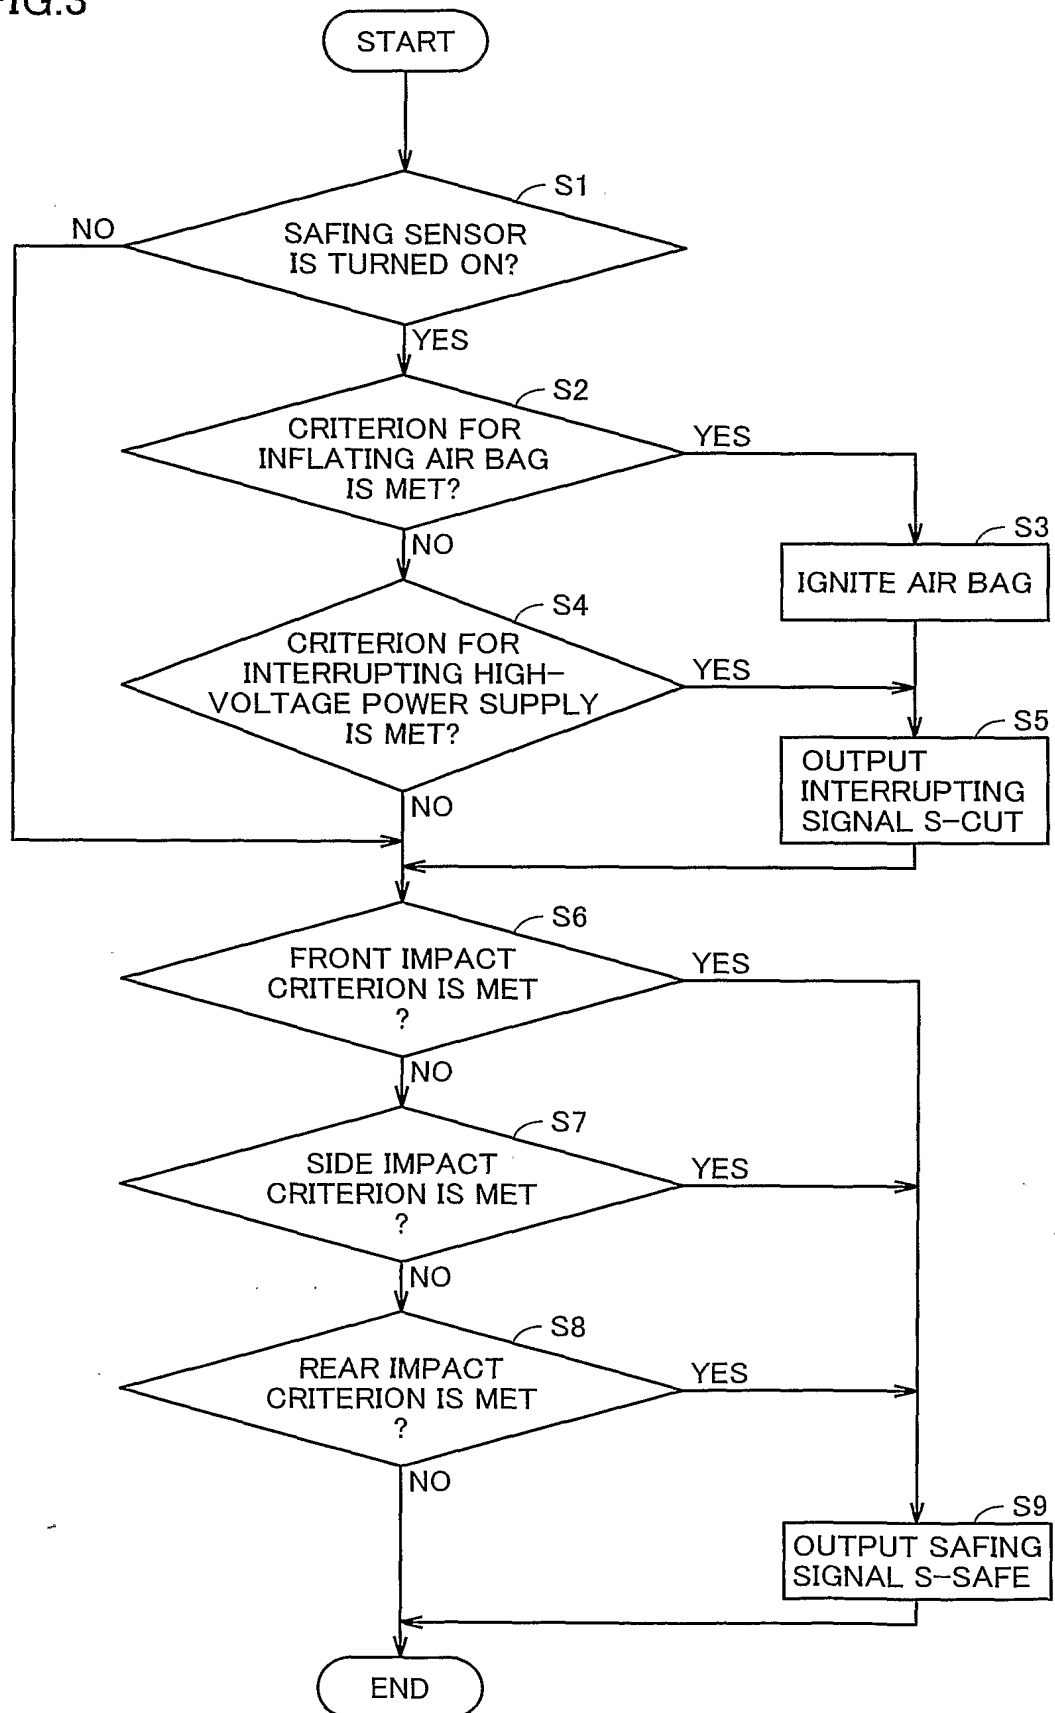 FIG.3
START
S1
NO
SAFING SENSOR
IS TURNED ON?
YES
S2
CRITERION FOR
INFLATING AIR BAG
IS MET?
YES
NO
S3
IGNITE AIR BAG
S4
CRITERION FOR
INTERRUPTING HIGH-
VOLTAGE POWER SUPPLY
IS MET?
YES
NO
S5
OUTPUT
INTERRUPTING
SIGNAL S-CUT
S6
FRONT IMPACT
CRITERION IS MET
?
YES
NO
S7
SIDE IMPACT
CRITERION IS MET
?
YES
NO
S8
REAR IMPACT
CRITERION IS MET
?
YES
NO
S9
OUTPUT SAFING
SIGNAL S-SAFE
END